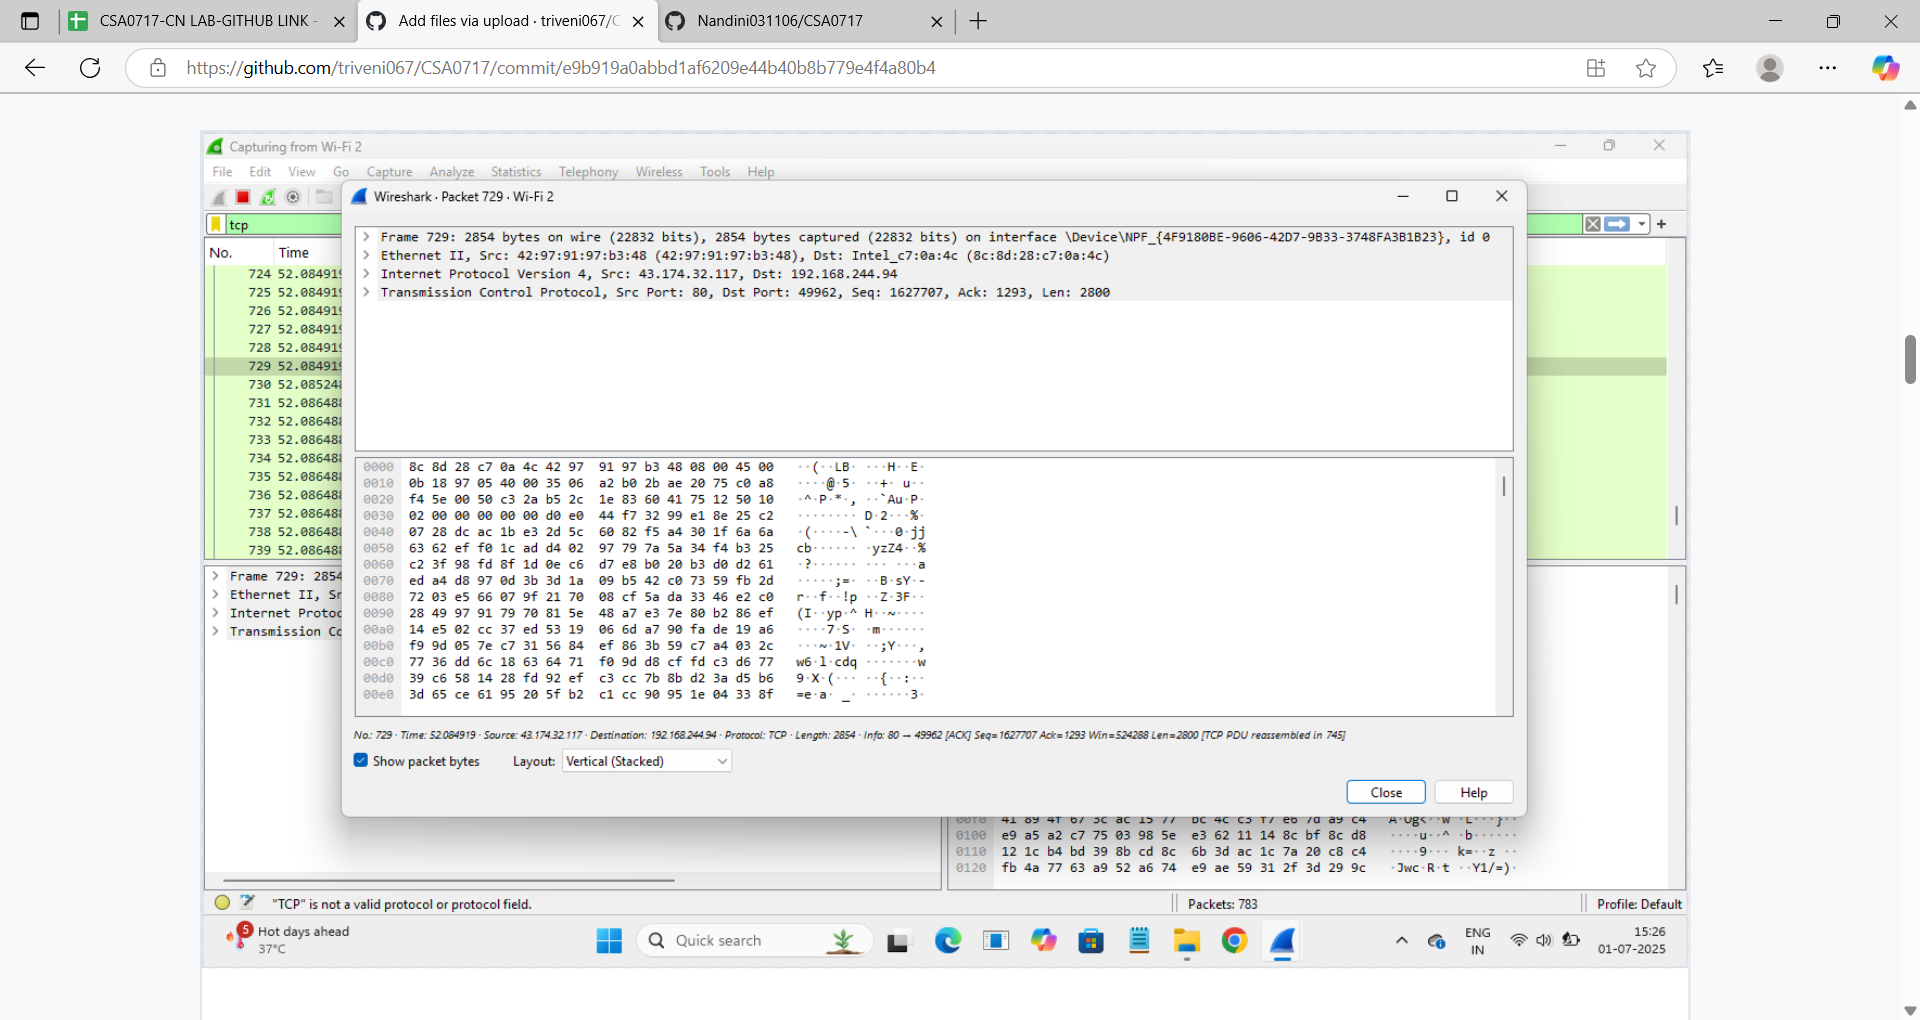 CSA0717-CN LAB-GITHUB LINK -
Add files via upload · triveni067/C
Nandini031106/CSA0717
https://github.com/triveni067/CSA0717/commit/e9b919a0abbd1af6209e44b40b8b779e4f4a80b4
Capturing from Wi-Fi 2
File Edit View Go Capture Analyze Statistics Telephony Wireless Tools Help
Wireshark · Packet 729 · Wi-Fi 2
tcp
No. Time
724 52.084919
725 52.084919
726 52.084919
727 52.084919
728 52.084919
729 52.084919
730 52.085248
731 52.086488
732 52.086488
733 52.086488
734 52.086488
735 52.086488
736 52.086488
737 52.086488
738 52.086488
739 52.086488
Frame 729: 2854 bytes on wire (22832 bits), 2854 bytes captured (22832 bits) on interface \Device\NPF_{4F9180BE-9606-42D7-9B33-3748FA3B1B23}, id 0
Ethernet II, Src: 42:97:91:97:b3:48 (42:97:91:97:b3:48), Dst: Intel_c7:0a:4c (8c:8d:28:c7:0a:4c)
Internet Protocol Version 4, Src: 43.174.32.117, Dst: 192.168.244.94
Transmission Control Protocol, Src Port: 80, Dst Port: 49962, Seq: 1627707, Ack: 1293, Len: 2800
0000 8c 8d 28 c7 0a 4c 42 97 91 97 b3 48 08 00 45 00 ··(··LB· ···H··E·
0010 0b 18 97 05 40 00 35 06 a2 b0 2b ae 20 75 c0 a8 ····@·5· ··+· u··
0020 f4 5e 00 50 c3 2a b5 2c 1e 83 60 41 75 12 50 10 ·^·P·*·, ··`Au·P·
0030 02 00 00 00 00 00 d0 e0 44 f7 32 99 e1 8e 25 c2 ········ D·2···%·
0040 07 28 dc ac 1b e3 2d 5c 60 82 f5 a4 30 1f 6a 6a ·(····-\ `···0·jj
0050 63 62 ef f0 1c ad d4 02 97 79 7a 5a 34 f4 b3 25 cb······ ·yzZ4··%
0060 c2 3f 98 fd 8f 1d 0e c6 d7 e8 b0 20 b3 d0 d2 61 ·?······ ··· ···a
0070 ed a4 d8 97 0d 3b 3d 1a 09 b5 42 c0 73 59 fb 2d ·····;=· ··B·sY·-
0080 72 03 e5 66 07 9f 21 70 08 cf 5a da 33 46 e2 c0 r··f··!p ··Z·3F··
0090 28 49 97 91 79 70 81 5e 48 a7 e3 7e 80 b2 86 ef (I··yp·^ H··~····
00a0 14 e5 02 cc 37 ed 53 19 06 6d a7 90 fa de 19 a6 ····7·S· ·m······
00b0 f9 9d 05 7e c7 31 56 84 ef 86 3b 59 c7 a4 03 2c ···~·1V· ··;Y···,
00c0 77 36 dd 6c 18 63 64 71 f0 9d d8 cf fd c3 d6 77 w6·l·cdq ·······w
00d0 39 c6 58 14 28 fd 92 ef c3 cc 7b 8b d2 3a d5 b6 9·X·(··· ··{··:··
00e0 3d 65 ce 61 95 20 5f b2 c1 cc 90 95 1e 04 33 8f =e·a· _· ······3·
Frame 729: 2854
Ethernet II, Sr
Internet Proto
Transmission Co
No.: 729 · Time: 52.084919 · Source: 43.174.32.117 · Destination: 192.168.244.94 · Protocol: TCP · Length: 2854 · Info: 80 → 49962 [ACK] Seq=1627707 Ack=1293 Win=524288 Len=2800 [TCP PDU reassembled in 745]
Show packet bytes Layout: Vertical (Stacked)
Close Help
00f0 41 89 4f 67 3c ac 15 77 bc 4c c3 f7 e6 7d a9 c4 A·Og<··w ·L···}··
0100 e9 a5 a2 c7 75 03 98 5e e3 62 11 14 8c bf 8c d8 ····u··^ ·b······
0110 12 1c b4 bd 39 8b cd 8c 6b 3d ac 1c 7a 20 c8 c4 ····9··· k=··z ··
0120 fb 4a 77 63 a9 52 a6 74 e9 ae 59 31 2f 3d 29 9c ·Jwc·R·t ··Y1/=)·
"TCP" is not a valid protocol or protocol field. Packets: 783 Profile: Default
5 Hot days ahead
37°C
Quick search
ENG
IN
15:26
01-07-2025